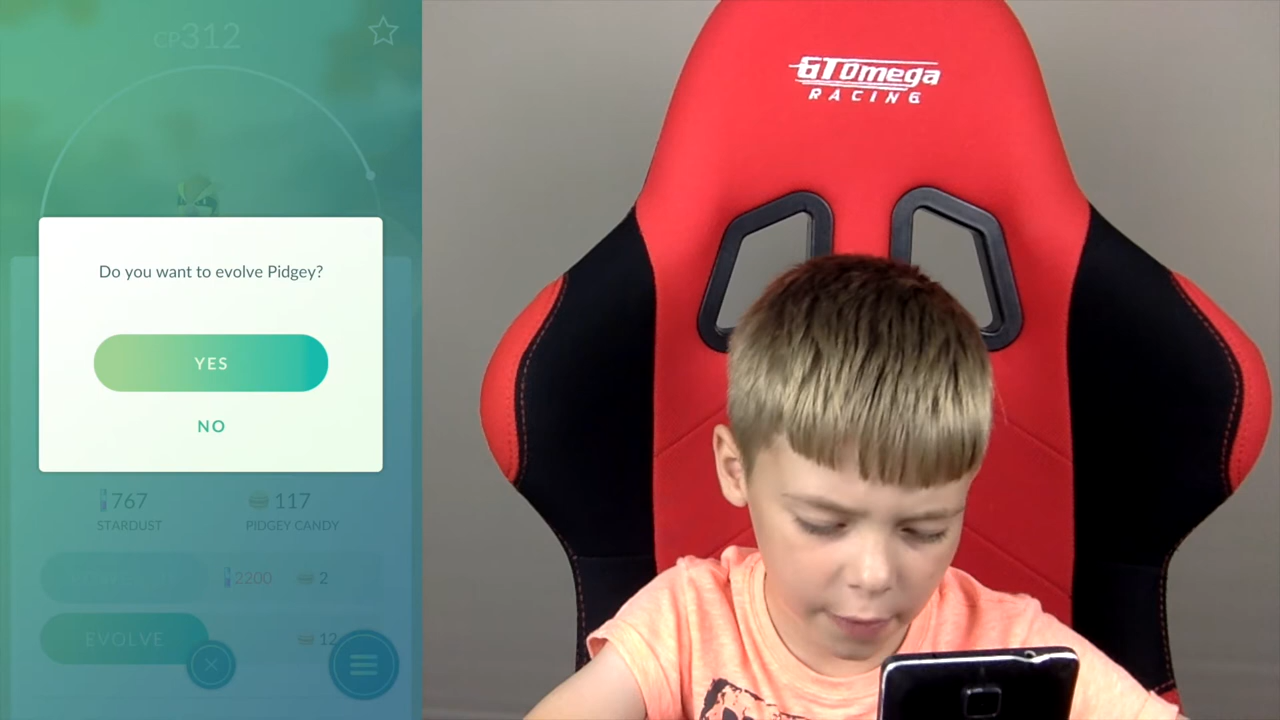 CP312
Do you want to evolve Pidgey?
YES
NO
767
117
STARDUST
PIDGEY CANDY
2200
2
EVOLVE
12
GT Omega
RACING